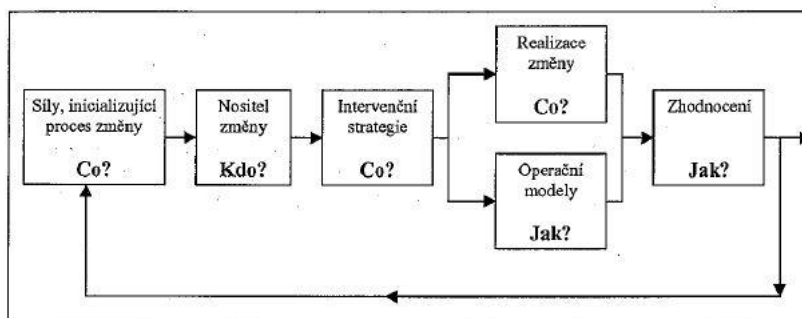 Síly, inicializující
proces změny
Co?
Nositel
změny
Kdo?
Intervenční
strategie
Co?
Realizace
změny
Co?
Operační
modely
Jak?
Zhodnocení
Jak?